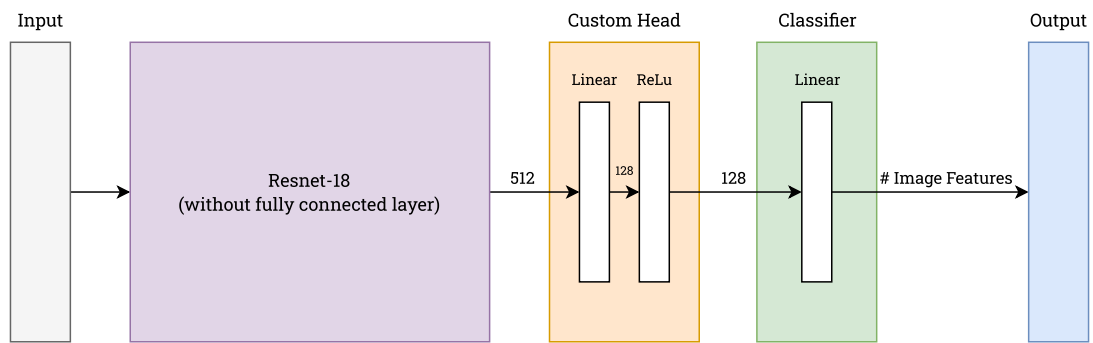 Input
Custom Head
Classifier
Output
Linear
ReLu
Linear
Resnet-18
(without fully connected layer)
512
128
128
# Image Features